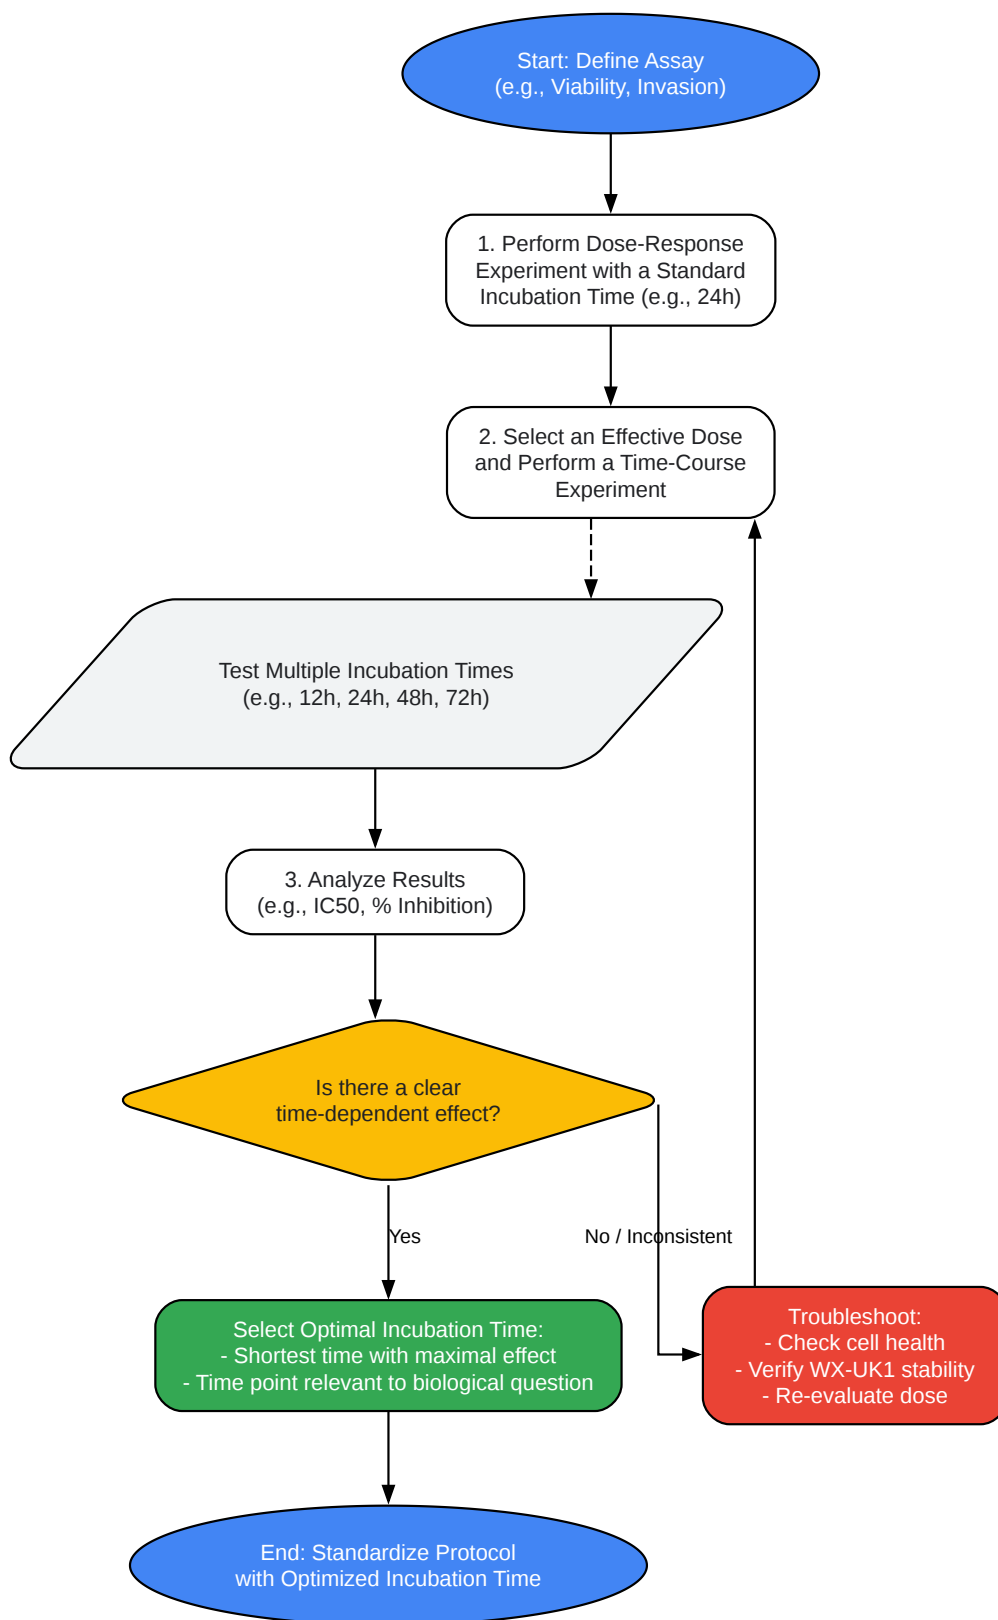 Start: Define Assay
(e.g., Viability, Invasion)
1. Perform Dose-Response
Experiment with a Standard
Incubation Time (e.g., 24h)
2. Select an Effective Dose
and Perform a Time-Course
Experiment
Test Multiple Incubation Times
(e.g., 12h, 24h, 48h, 72h)
3. Analyze Results
(e.g., IC50, % Inhibition)
Is there a clear
time-dependent effect?
Yes
No / Inconsistent
Select Optimal Incubation Time:
- Shortest time with maximal effect
- Time point relevant to biological question
Troubleshoot:
- Check cell health
- Verify WX-UK1 stability
- Re-evaluate dose
End: Standardize Protocol
with Optimized Incubation Time